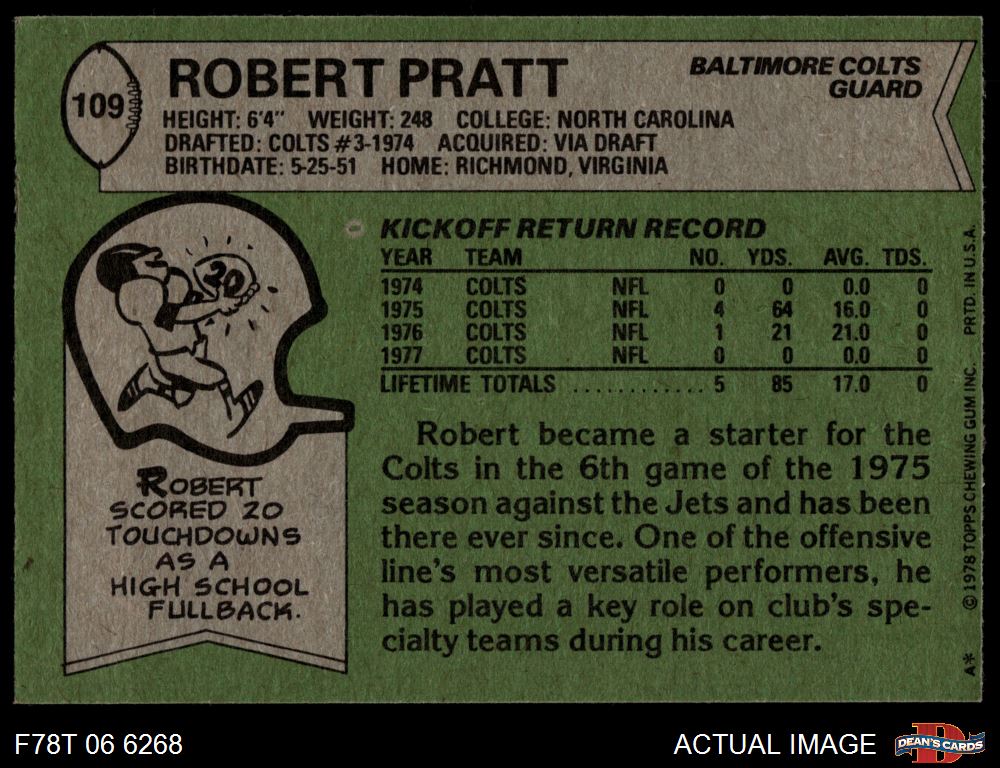 109
ROBERT PRATT
BALTIMORE COLTS
GUARD
HEIGHT: 6'4" WEIGHT: 248 COLLEGE: NORTH CAROLINA
DRAFTED: COLTS #3-1974 ACQUIRED: VIA DRAFT
BIRTHDATE: 5-25-51 HOME: RICHMOND, VIRGINIA
20
ROBERT
SCORED 20
TOUCHDOWNS
AS A
HIGH SCHOOL
FULLBACK.
KICKOFF RETURN RECORD
YEAR TEAM NO. YDS. AVG. TDS.
1974 COLTS NFL 0 0 0.0 0
1975 COLTS NFL 4 64 16.0 0
1976 COLTS NFL 1 21 21.0 0
1977 COLTS NFL 0 0 0.0 0
LIFETIME TOTALS ............ 5 85 17.0 0
Robert became a starter for the
Colts in the 6th game of the 1975
season against the Jets and has been
there ever since. One of the offensive
line's most versatile performers, he
has played a key role on club's spe-
cialty teams during his career.
A* © 1978 TOPPS CHEWING GUM INC. PRTD. IN U.S.A.
F78T 06 6268
ACTUAL IMAGE
D
DEAN'S CARDS